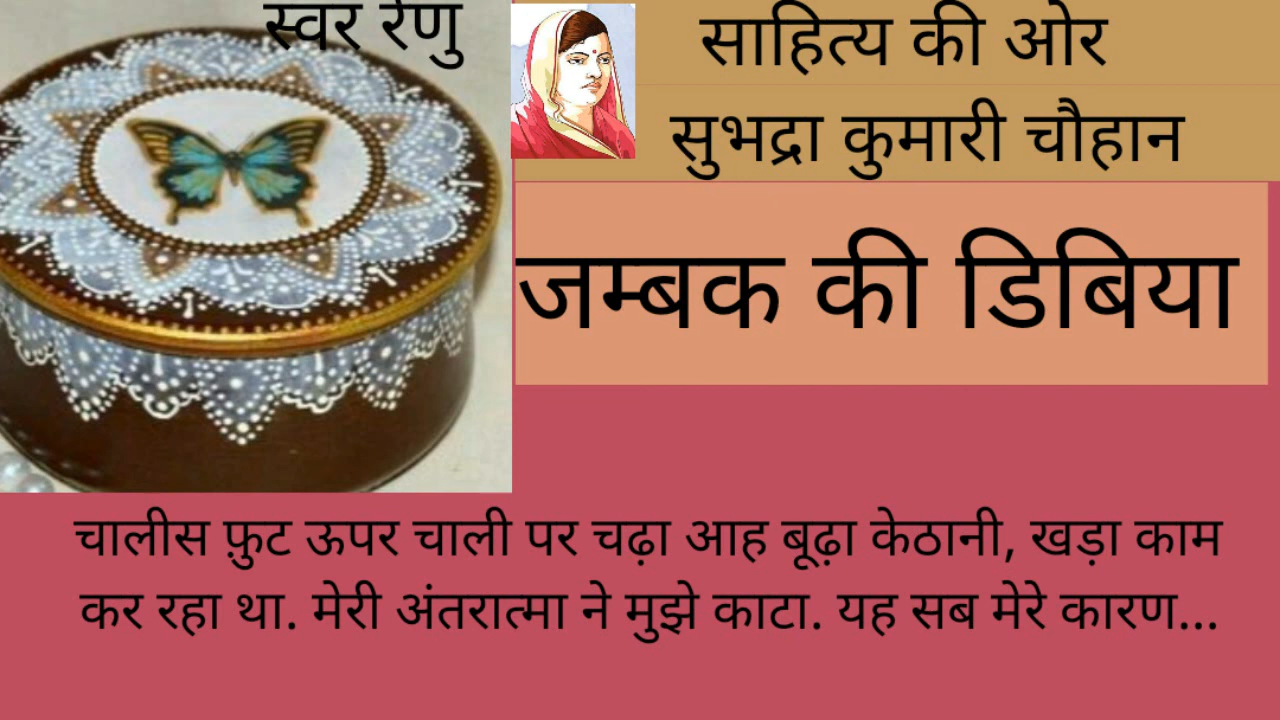 स्वर रेणु
साहित्य की ओर
सुभद्रा कुमारी चौहान
जम्बक की डिबिया
चालीस फ़ुट ऊपर चाली पर चढ़ा आह बूढ़ा केठानी, खड़ा काम
कर रहा था. मेरी अंतरात्मा ने मुझे काटा. यह सब मेरे कारण...